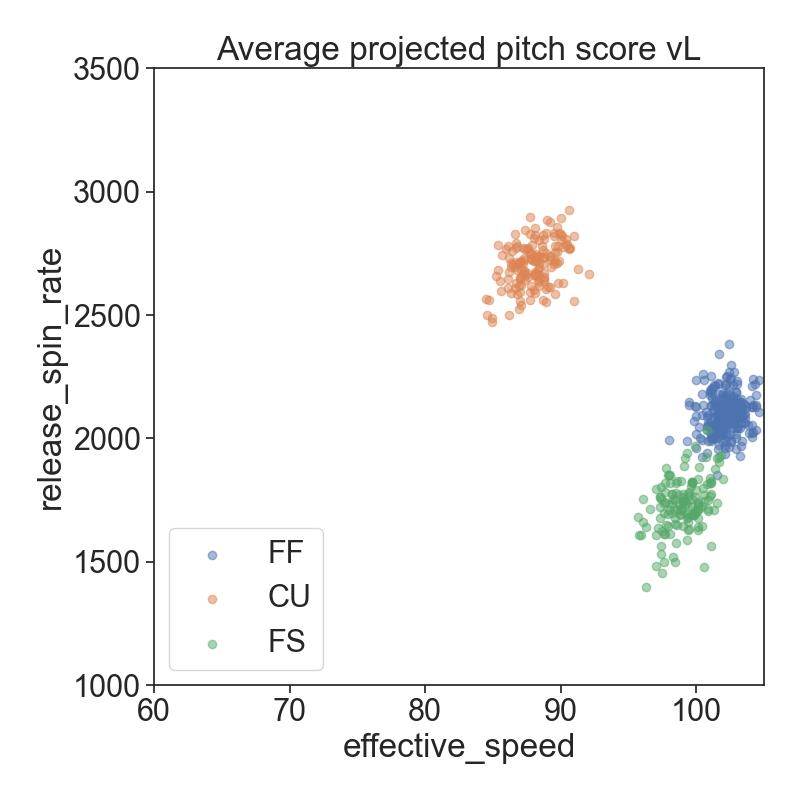 Average projected pitch score vL
release_spin_rate
3500
3000
2500
2000
1500
1000
FF
CU
FS
60
70
80
90
100
effective_speed